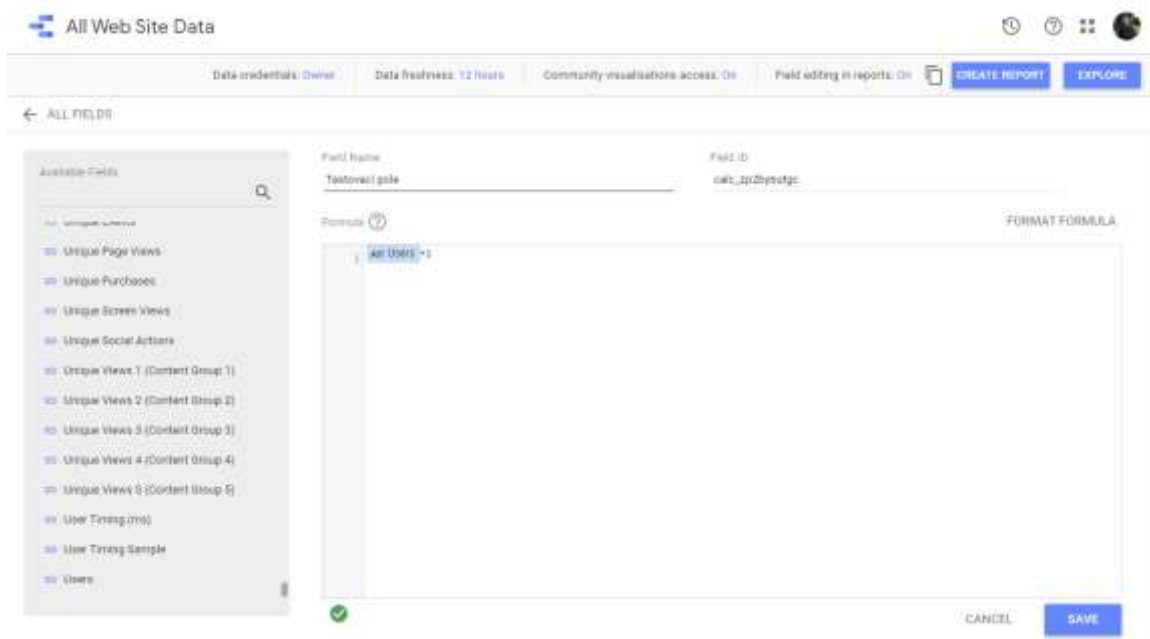 All Web Site Data
Data credentials: Owner
Data freshness: 12 hours
Community visualisations access: On
Field editing in reports: On
CREATE REPORT
EXPLORE
ALL FIELDS
Available Fields
Unique Events
Unique Page Views
Unique Purchases
Unique Screen Views
Unique Social Actions
Unique Views 1 (Content Group 1)
Unique Views 2 (Content Group 2)
Unique Views 3 (Content Group 3)
Unique Views 4 (Content Group 4)
Unique Views 5 (Content Group 5)
User Timing (ms)
User Timing Sample
Users
Field Name
Testovací pole
Field ID
Formula
FORMAT FORMULA
1
Users
CANCEL
SAVE